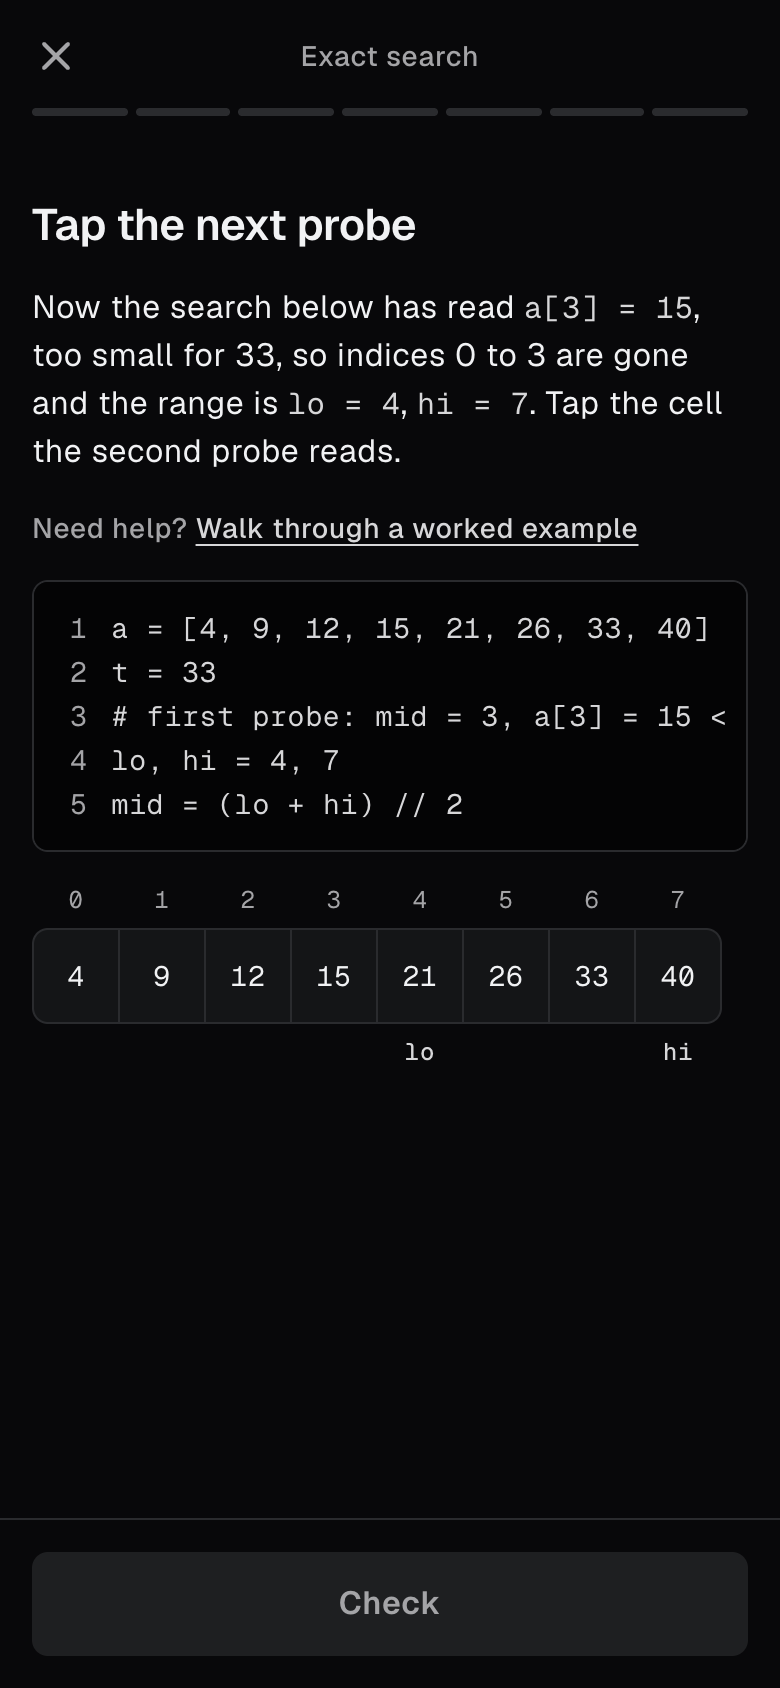 Exact search
Tap the next probe
Now the search below has read a[3] = 15,
too small for 33, so indices 0 to 3 are gone
and the range is lo = 4, hi = 7. Tap the cell
the second probe reads.
Need help? Walk through a worked example
1 a = [4, 9, 12, 15, 21, 26, 33, 40]
2 t = 33
3 # first probe: mid = 3, a[3] = 15 <
4 lo, hi = 4, 7
5 mid = (lo + hi) // 2
0 1 2 3 4 5 6 7
4 9 12 15 21 26 33 40
lo hi
Check